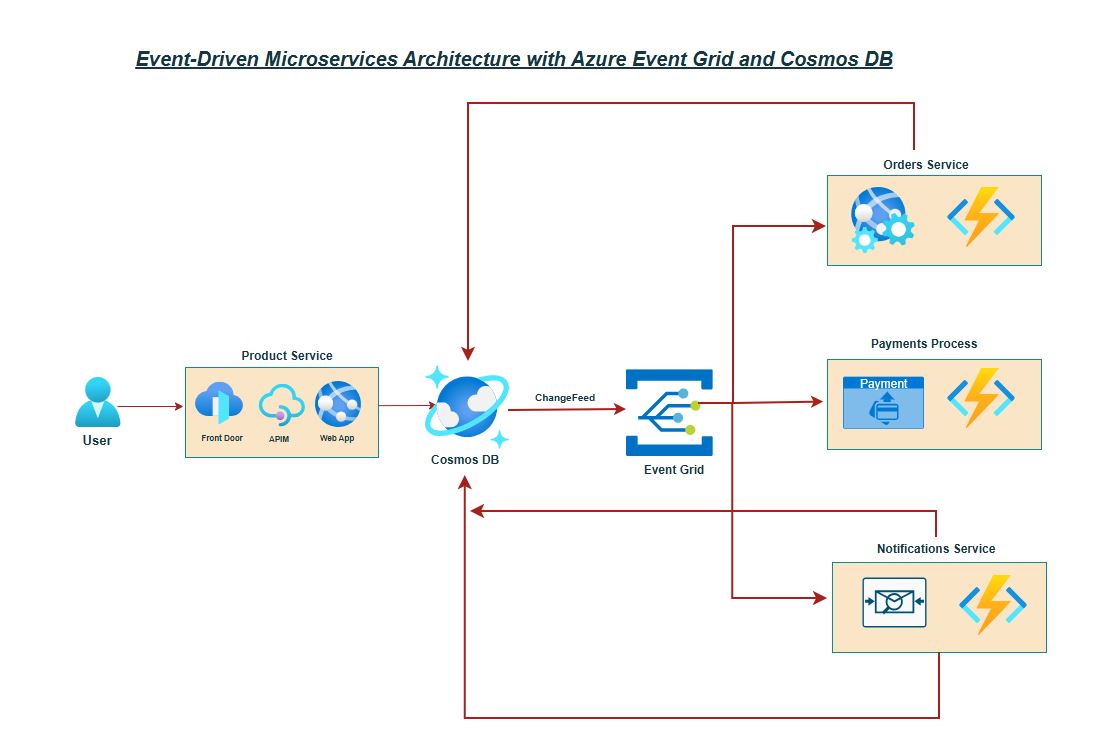 Event-Driven Microservices Architecture with Azure Event Grid and Cosmos DB
Orders Service
Payments Process
Payment
Product Service
Front Door
APIM
Web App
User
ChangeFeed
Cosmos DB
Event Grid
Notifications Service